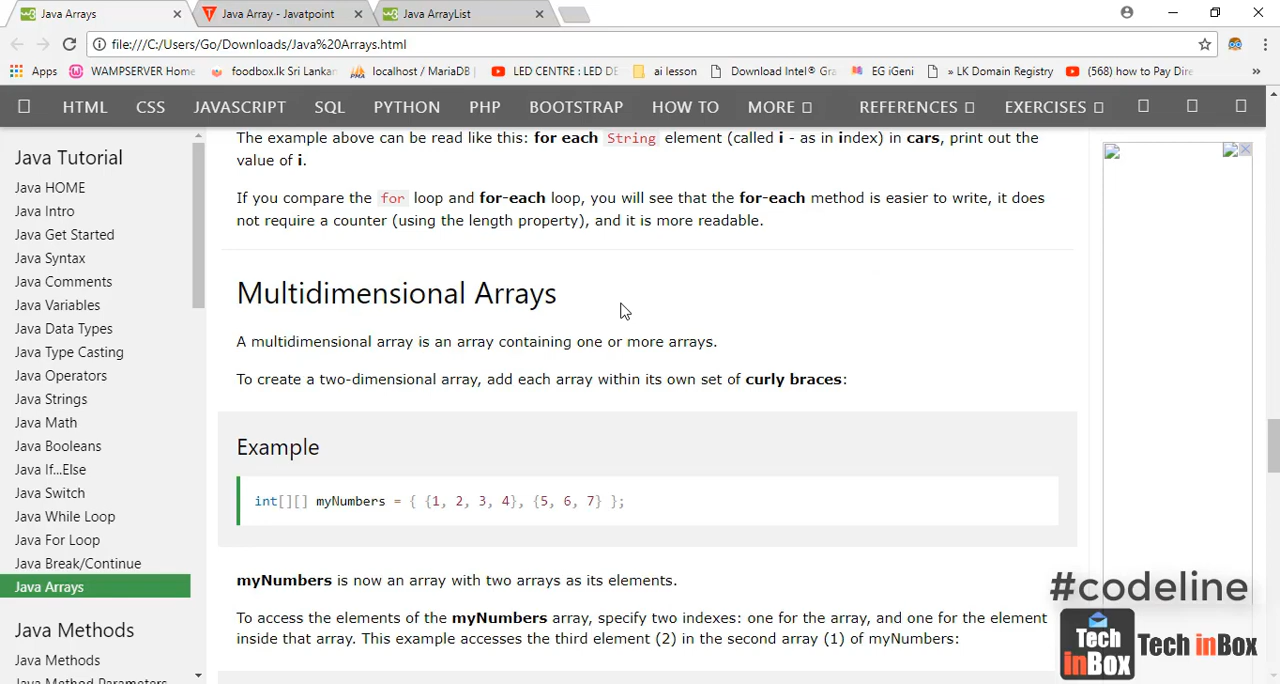 Java Arrays
Java Array - Javatpoint
Java ArrayList
file:///C:/Users/Go/Downloads/Java%20Arrays.html
Apps
WAMPSERVER Home
foodbox.lk Sri Lankan
localhost / MariaDB
LED CENTRE : LED DE
ai lesson
Download Intel® Gra
EG iGeni
» LK Domain Registry
(568) how to Pay Dire
»
HTML
CSS
JAVASCRIPT
SQL
PYTHON
PHP
BOOTSTRAP
HOW TO
MORE
REFERENCES
EXERCISES
Java Tutorial
Java HOME
Java Intro
Java Get Started
Java Syntax
Java Comments
Java Variables
Java Data Types
Java Type Casting
Java Operators
Java Strings
Java Math
Java Booleans
Java If...Else
Java Switch
Java While Loop
Java For Loop
Java Break/Continue
Java Arrays
Java Methods
Java Methods
Java Method Parameters
The example above can be read like this: for each String element (called i - as in index) in cars, print out the
value of i.
If you compare the for loop and for-each loop, you will see that the for-each method is easier to write, it does
not require a counter (using the length property), and it is more readable.
Multidimensional Arrays
A multidimensional array is an array containing one or more arrays.
To create a two-dimensional array, add each array within its own set of curly braces:
Example
int[][] myNumbers = { {1, 2, 3, 4}, {5, 6, 7} };
myNumbers is now an array with two arrays as its elements.
To access the elements of the myNumbers array, specify two indexes: one for the array, and one for the element
inside that array. This example accesses the third element (2) in the second array (1) of myNumbers:
#codeline
Tech
inBox
Tech inBox